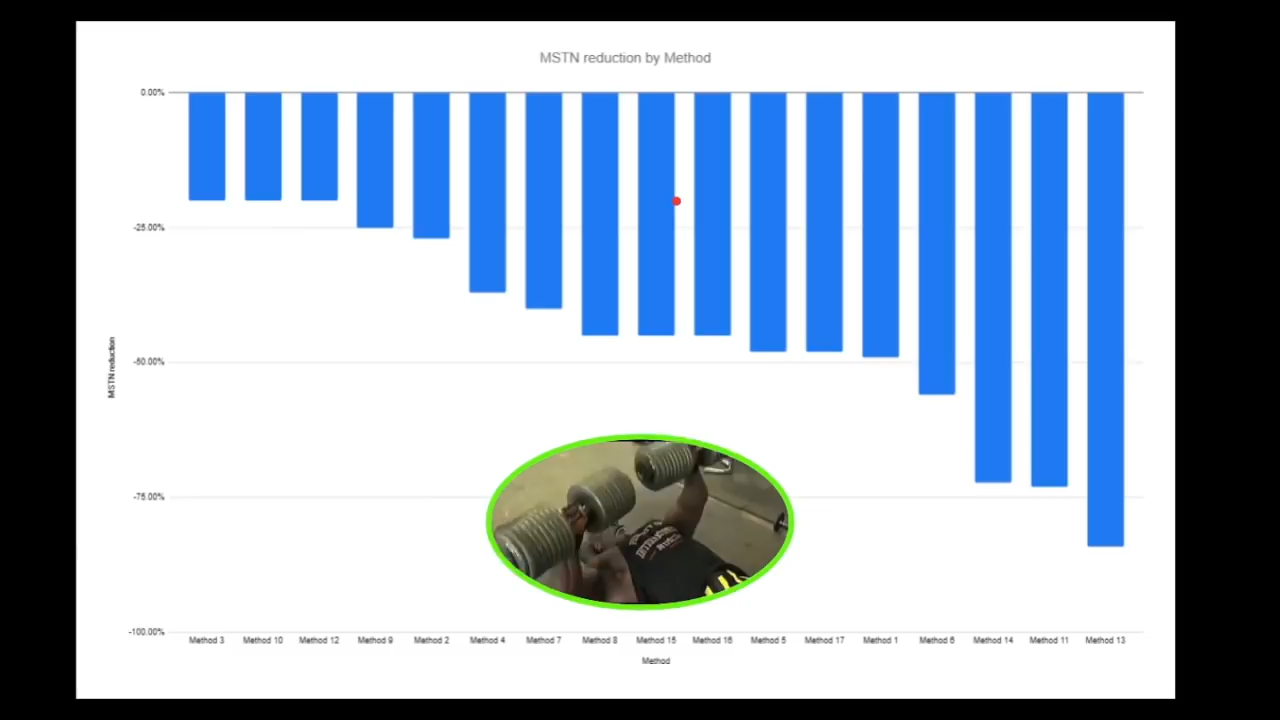 MSTN reduction by Method
0.00%
-25.00%
-50.00%
-75.00%
-100.00%
MSTN reduction
Method 3 Method 10 Method 12 Method 9 Method 2 Method 4 Method 7 Method 8 Method 15 Method 16 Method 5 Method 17 Method 1 Method 6 Method 14 Method 11 Method 13
Method